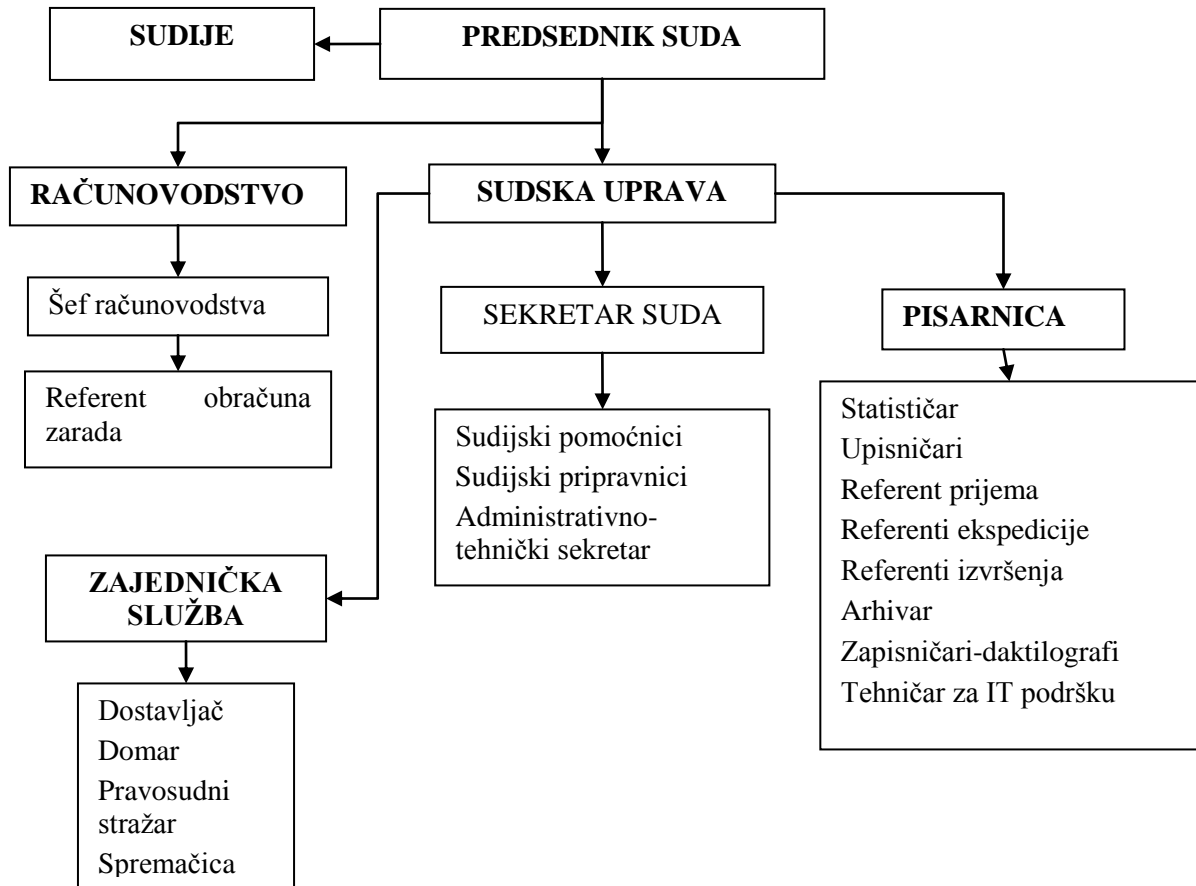 SUDIJE
PREDSEDNIK SUDA
RAČUNOVODSTVO
SUDSKA UPRAVA
Šef računovodstva
SEKRETAR SUDA
PISARNICA
Referent obračuna
zarada
Sudijski pomoćnici
Sudijski pripravnici
Administrativno-
tehnički sekretar
Statističar
Upisničari
Referent prijema
Referenti ekspedicije
Referenti izvršenja
Arhivar
Zapisničari-daktilografi
Tehničar za IT podršku
ZAJEDNIČKA
SLUŽBA
Dostavljač
Domar
Pravosudni
stražar
Spremačica